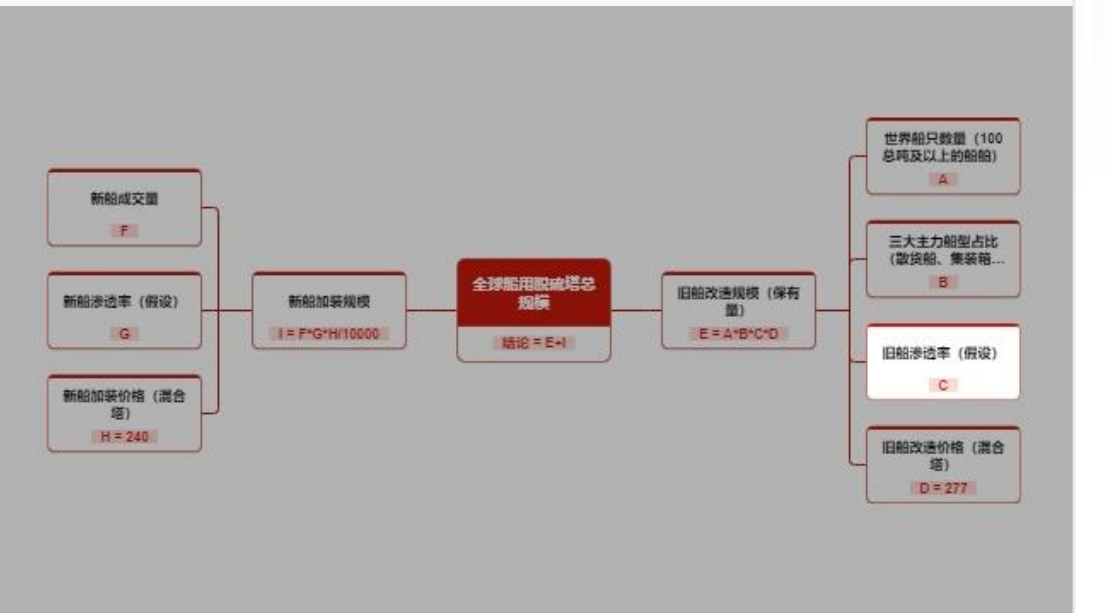 新船成交量
F
新船渗透率（假设）
G
新船加装价格（混合
塔）
H = 240
新船加装规模
I = F*G*H/10000
全球船用脱硫塔总
规模
结论 = E+I
旧船改造规模（保有
量）
E = A*B*C*D
世界船只数量（100
总吨及以上的船舶）
A
三大主力船型占比
（散货船、集装箱...
B
旧船渗透率（假设）
C
旧船改造价格（混合
塔）
D = 277